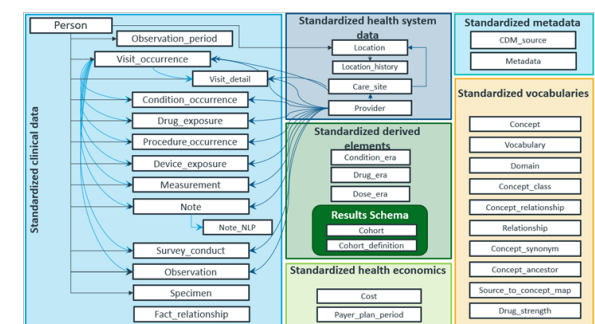 Person
Observation_period
Visit_occurrence
Visit_detail
Condition_occurrence
Drug_exposure
Procedure_occurrence
Device_exposure
Measurement
Note
Note_NLP
Survey_conduct
Observation
Specimen
Fact_relationship
Standardized clinical data
Standardized health system
data
Location
Location_history
Care_site
Provider
Standardized derived
elements
Condition_era
Drug_era
Dose_era
Results Schema
Cohort
Cohort_definition
Standardized health economics
Cost
Payer_plan_period
Standardized metadata
CDM_source
Metadata
Standardized vocabularies
Concept
Vocabulary
Domain
Concept_class
Concept_relationship
Relationship
Concept_synonym
Concept_ancestor
Source_to_concept_map
Drug_strength